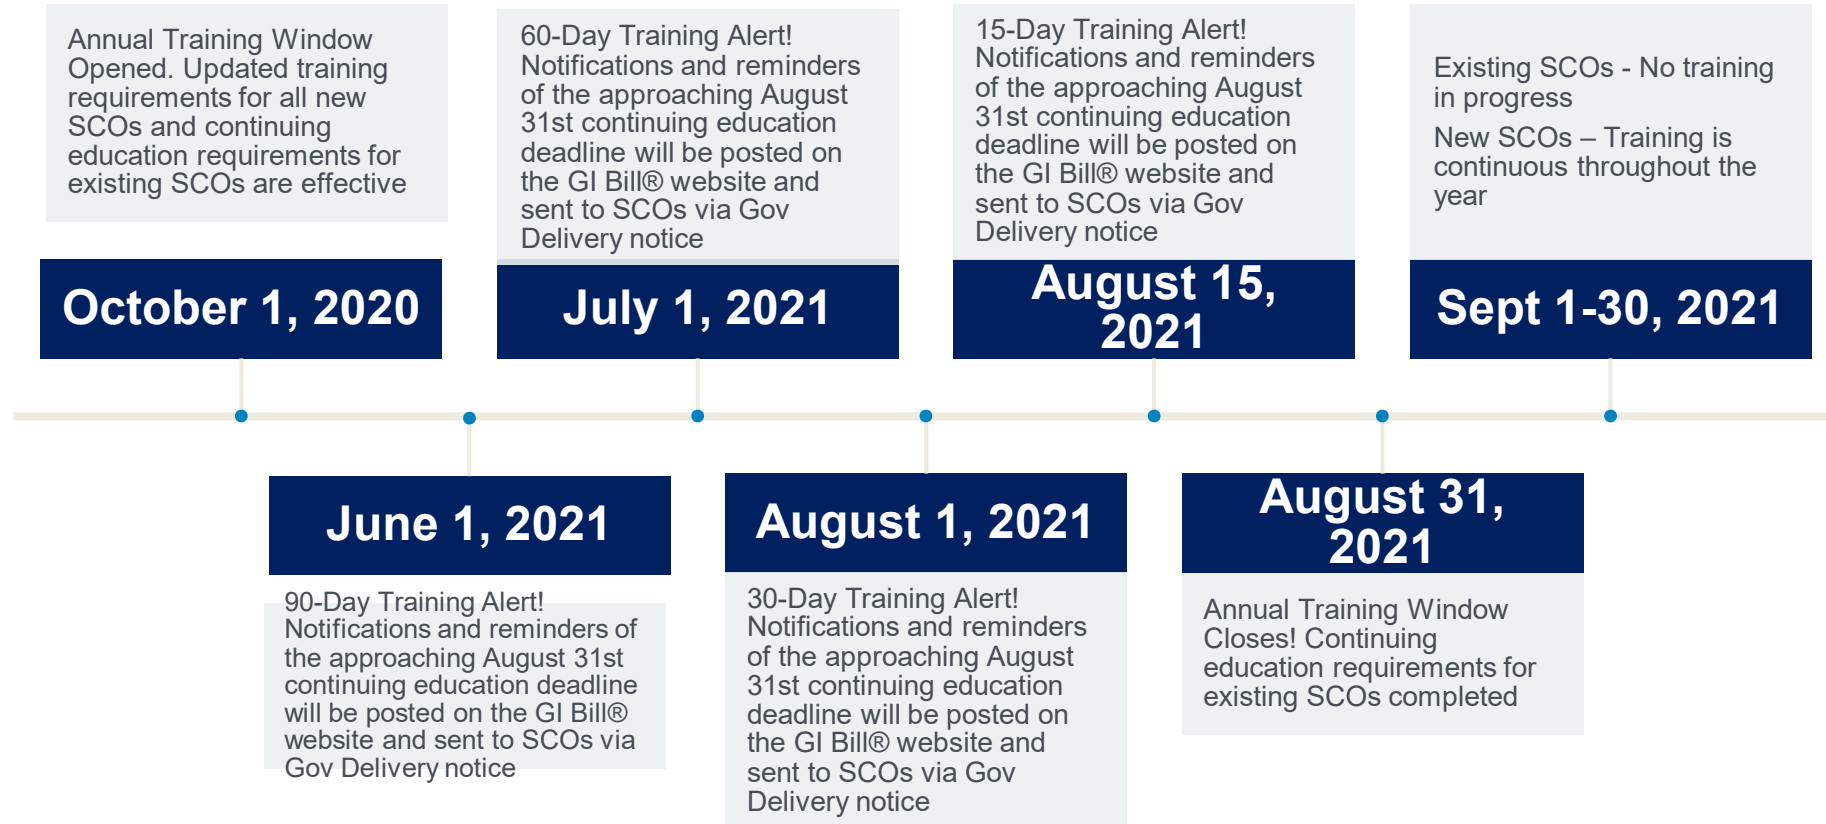 Annual Training Window
Opened. Updated training
requirements for all new
SCOs and continuing
education requirements for
existing SCOs are effective
October 1, 2020
60-Day Training Alert!
Notifications and reminders
of the approaching August
31st continuing education
deadline will be posted on
the GI Bill® website and
sent to SCOs via Gov
Delivery notice
July 1, 2021
15-Day Training Alert!
Notifications and reminders
of the approaching August
31st continuing education
deadline will be posted on
the GI Bill® website and
sent to SCOs via Gov
Delivery notice
August 15,
2021
Existing SCOs - No training
in progress
New SCOs – Training is
continuous throughout the
year
Sept 1-30, 2021
June 1, 2021
90-Day Training Alert!
Notifications and reminders of
the approaching August 31st
continuing education deadline
will be posted on the GI Bill®
website and sent to SCOs via
Gov Delivery notice
August 1, 2021
30-Day Training Alert!
Notifications and reminders
of the approaching August
31st continuing education
deadline will be posted on
the GI Bill® website and
sent to SCOs via Gov
Delivery notice
August 31,
2021
Annual Training Window
Closes! Continuing
education requirements for
existing SCOs completed